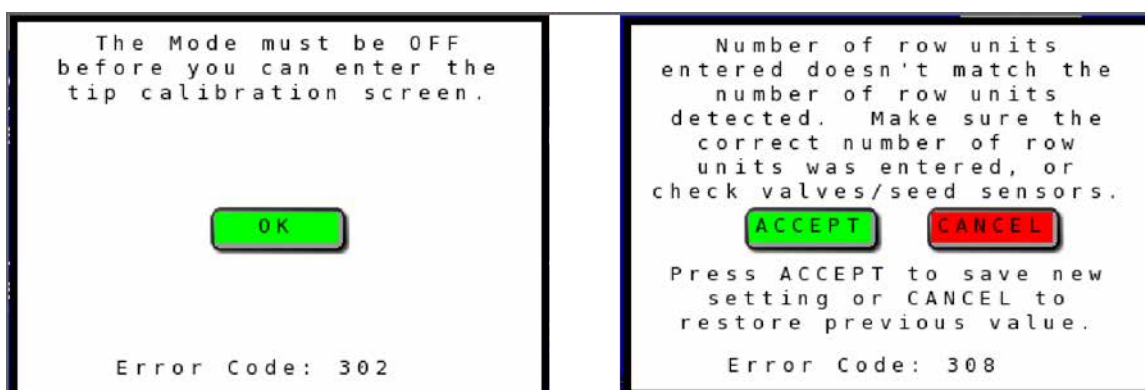 The Mode must be OFF
before you can enter the
tip calibration screen.
OK
Error Code: 302
Number of row units
entered doesn't match the
number of row units
detected. Make sure the
correct number of row
units was entered, or
check valves/seed sensors.
ACCEPT
CANCEL
Press ACCEPT to save new
setting or CANCEL to
restore previous value.
Error Code: 308